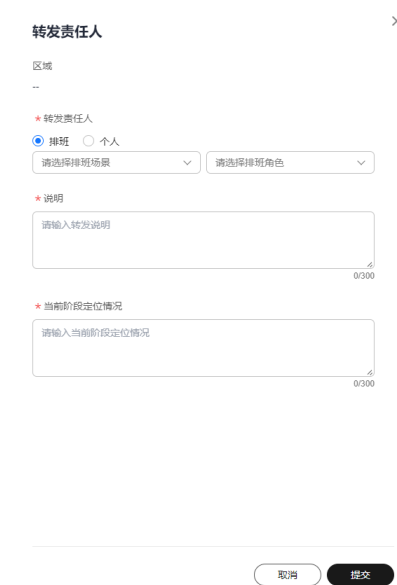 转发责任人
区域
--
* 转发责任人
排班 个人
请选择排班场景 请选择排班角色
* 说明
请输入转发说明
0/300
* 当前阶段定位情况
请输入当前阶段定位情况
0/300
取消 提交